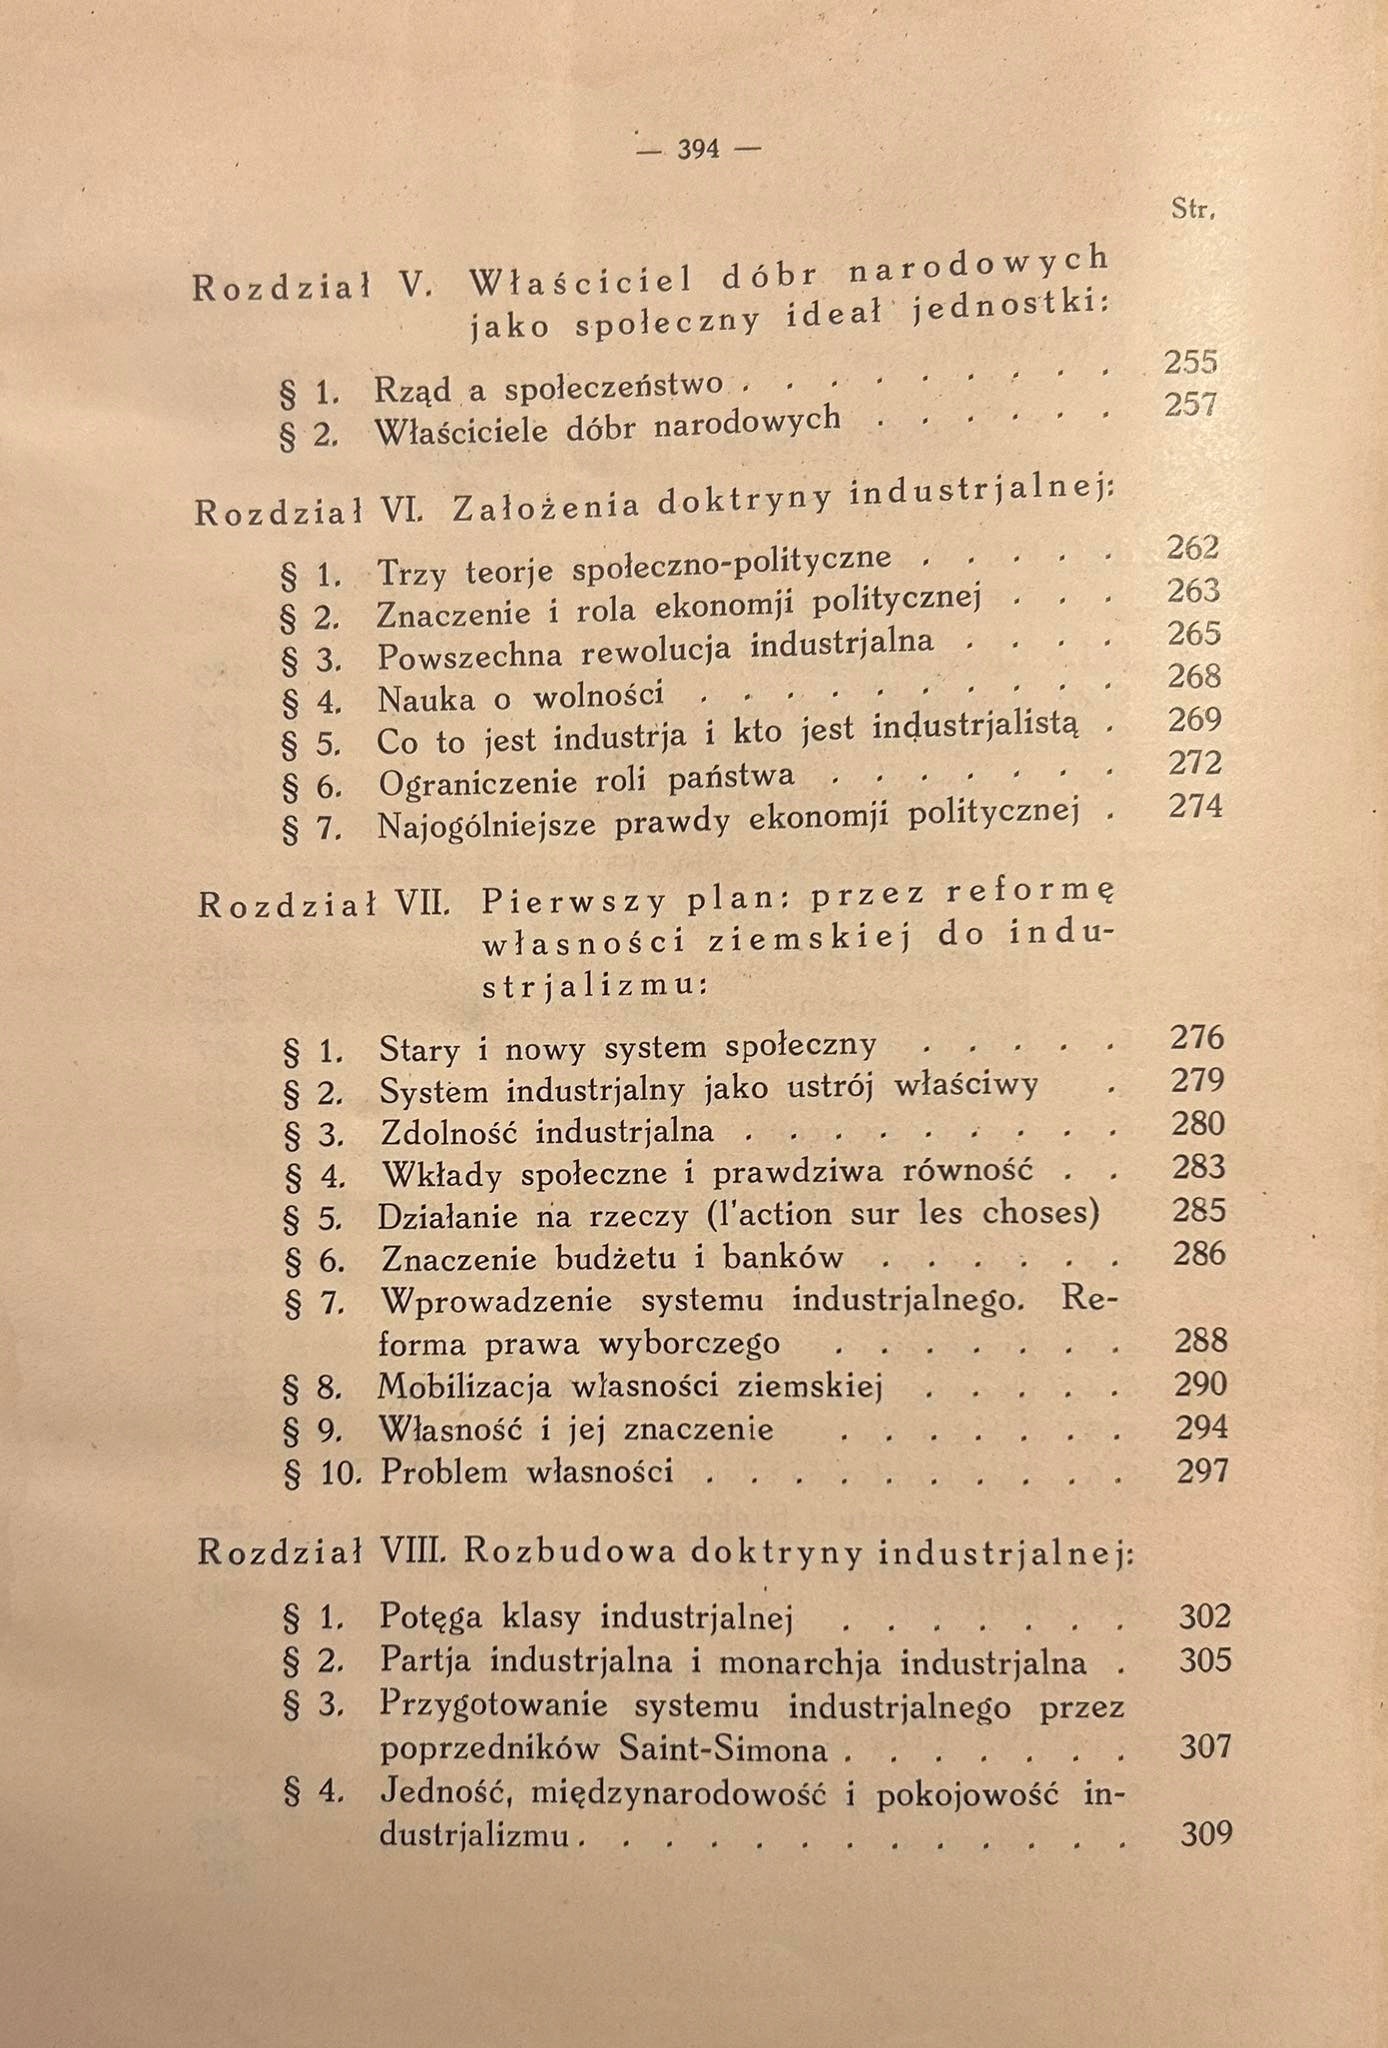 — 394 —
Str.
Rozdział V. Właściciel dóbr narodowych
jako społeczny ideał jednostki:
§ 1. Rząd a społeczeństwo . . . . . . . . . 255
§ 2. Właściciele dóbr narodowych . . . . . . 257
Rozdział VI. Założenia doktryny industrjalnej:
§ 1. Trzy teorje społeczno-polityczne . . . . . 262
§ 2. Znaczenie i rola ekonomji politycznej . . . 263
§ 3. Powszechna rewolucja industrjalna . . . . 265
§ 4. Nauka o wolności . . . . . . . . . . 268
§ 5. Co to jest industrja i kto jest industrjalistą . 269
§ 6. Ograniczenie roli państwa . . . . . . . 272
§ 7. Najogólniejsze prawdy ekonomji politycznej . 274
Rozdział VII. Pierwszy plan: przez reformę
własności ziemskiej do indu-
strjalizmu:
§ 1. Stary i nowy system społeczny . . . . . 276
§ 2. System industrjalny jako ustrój właściwy . 279
§ 3. Zdolność industrjalna . . . . . . . . . 280
§ 4. Wkłady społeczne i prawdziwa równość . . 283
§ 5. Działanie na rzeczy (l'action sur les choses) 285
§ 6. Znaczenie budżetu i banków . . . . . . 286
§ 7. Wprowadzenie systemu industrjalnego. Re-
forma prawa wyborczego . . . . . . . 288
§ 8. Mobilizacja własności ziemskiej . . . . . 290
§ 9. Własność i jej znaczenie . . . . . . . 294
§ 10. Problem własności . . . . . . . . . . 297
Rozdział VIII. Rozbudowa doktryny industrjalnej:
§ 1. Potęga klasy industrjalnej . . . . . . . 302
§ 2. Partja industrjalna i monarchja industrjalna . 305
§ 3. Przygotowanie systemu industrjalnego przez
poprzedników Saint-Simona . . . . . . . 307
§ 4. Jedność, międzynarodowość i pokojowość in-
dustrjalizmu . . . . . . . . . . . . . 309